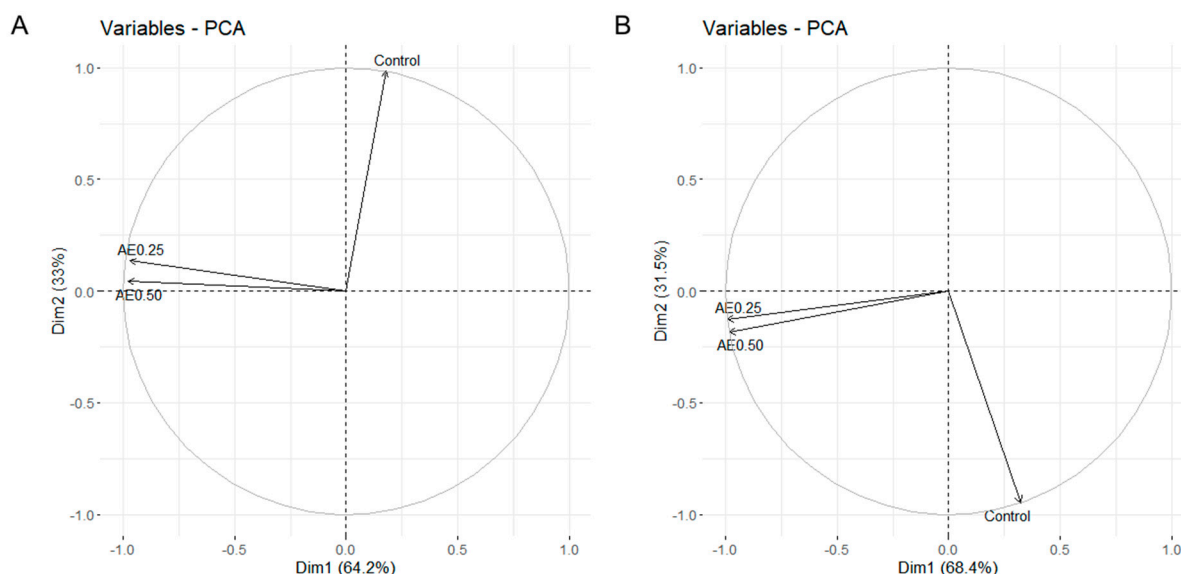 A
Variables - PCA
Control
1.0
0.5
AE0.25
0.0
AE0.50
-0.5
-1.0
Dim2 (33%)
-1.0 -0.5 0.0 0.5 1.0
Dim1 (64.2%)
B
Variables - PCA
1.0
0.5
0.0
AE0.25
AE0.50
-0.5
Control
-1.0
Dim2 (31.5%)
-1.0 -0.5 0.0 0.5 1.0
Dim1 (68.4%)